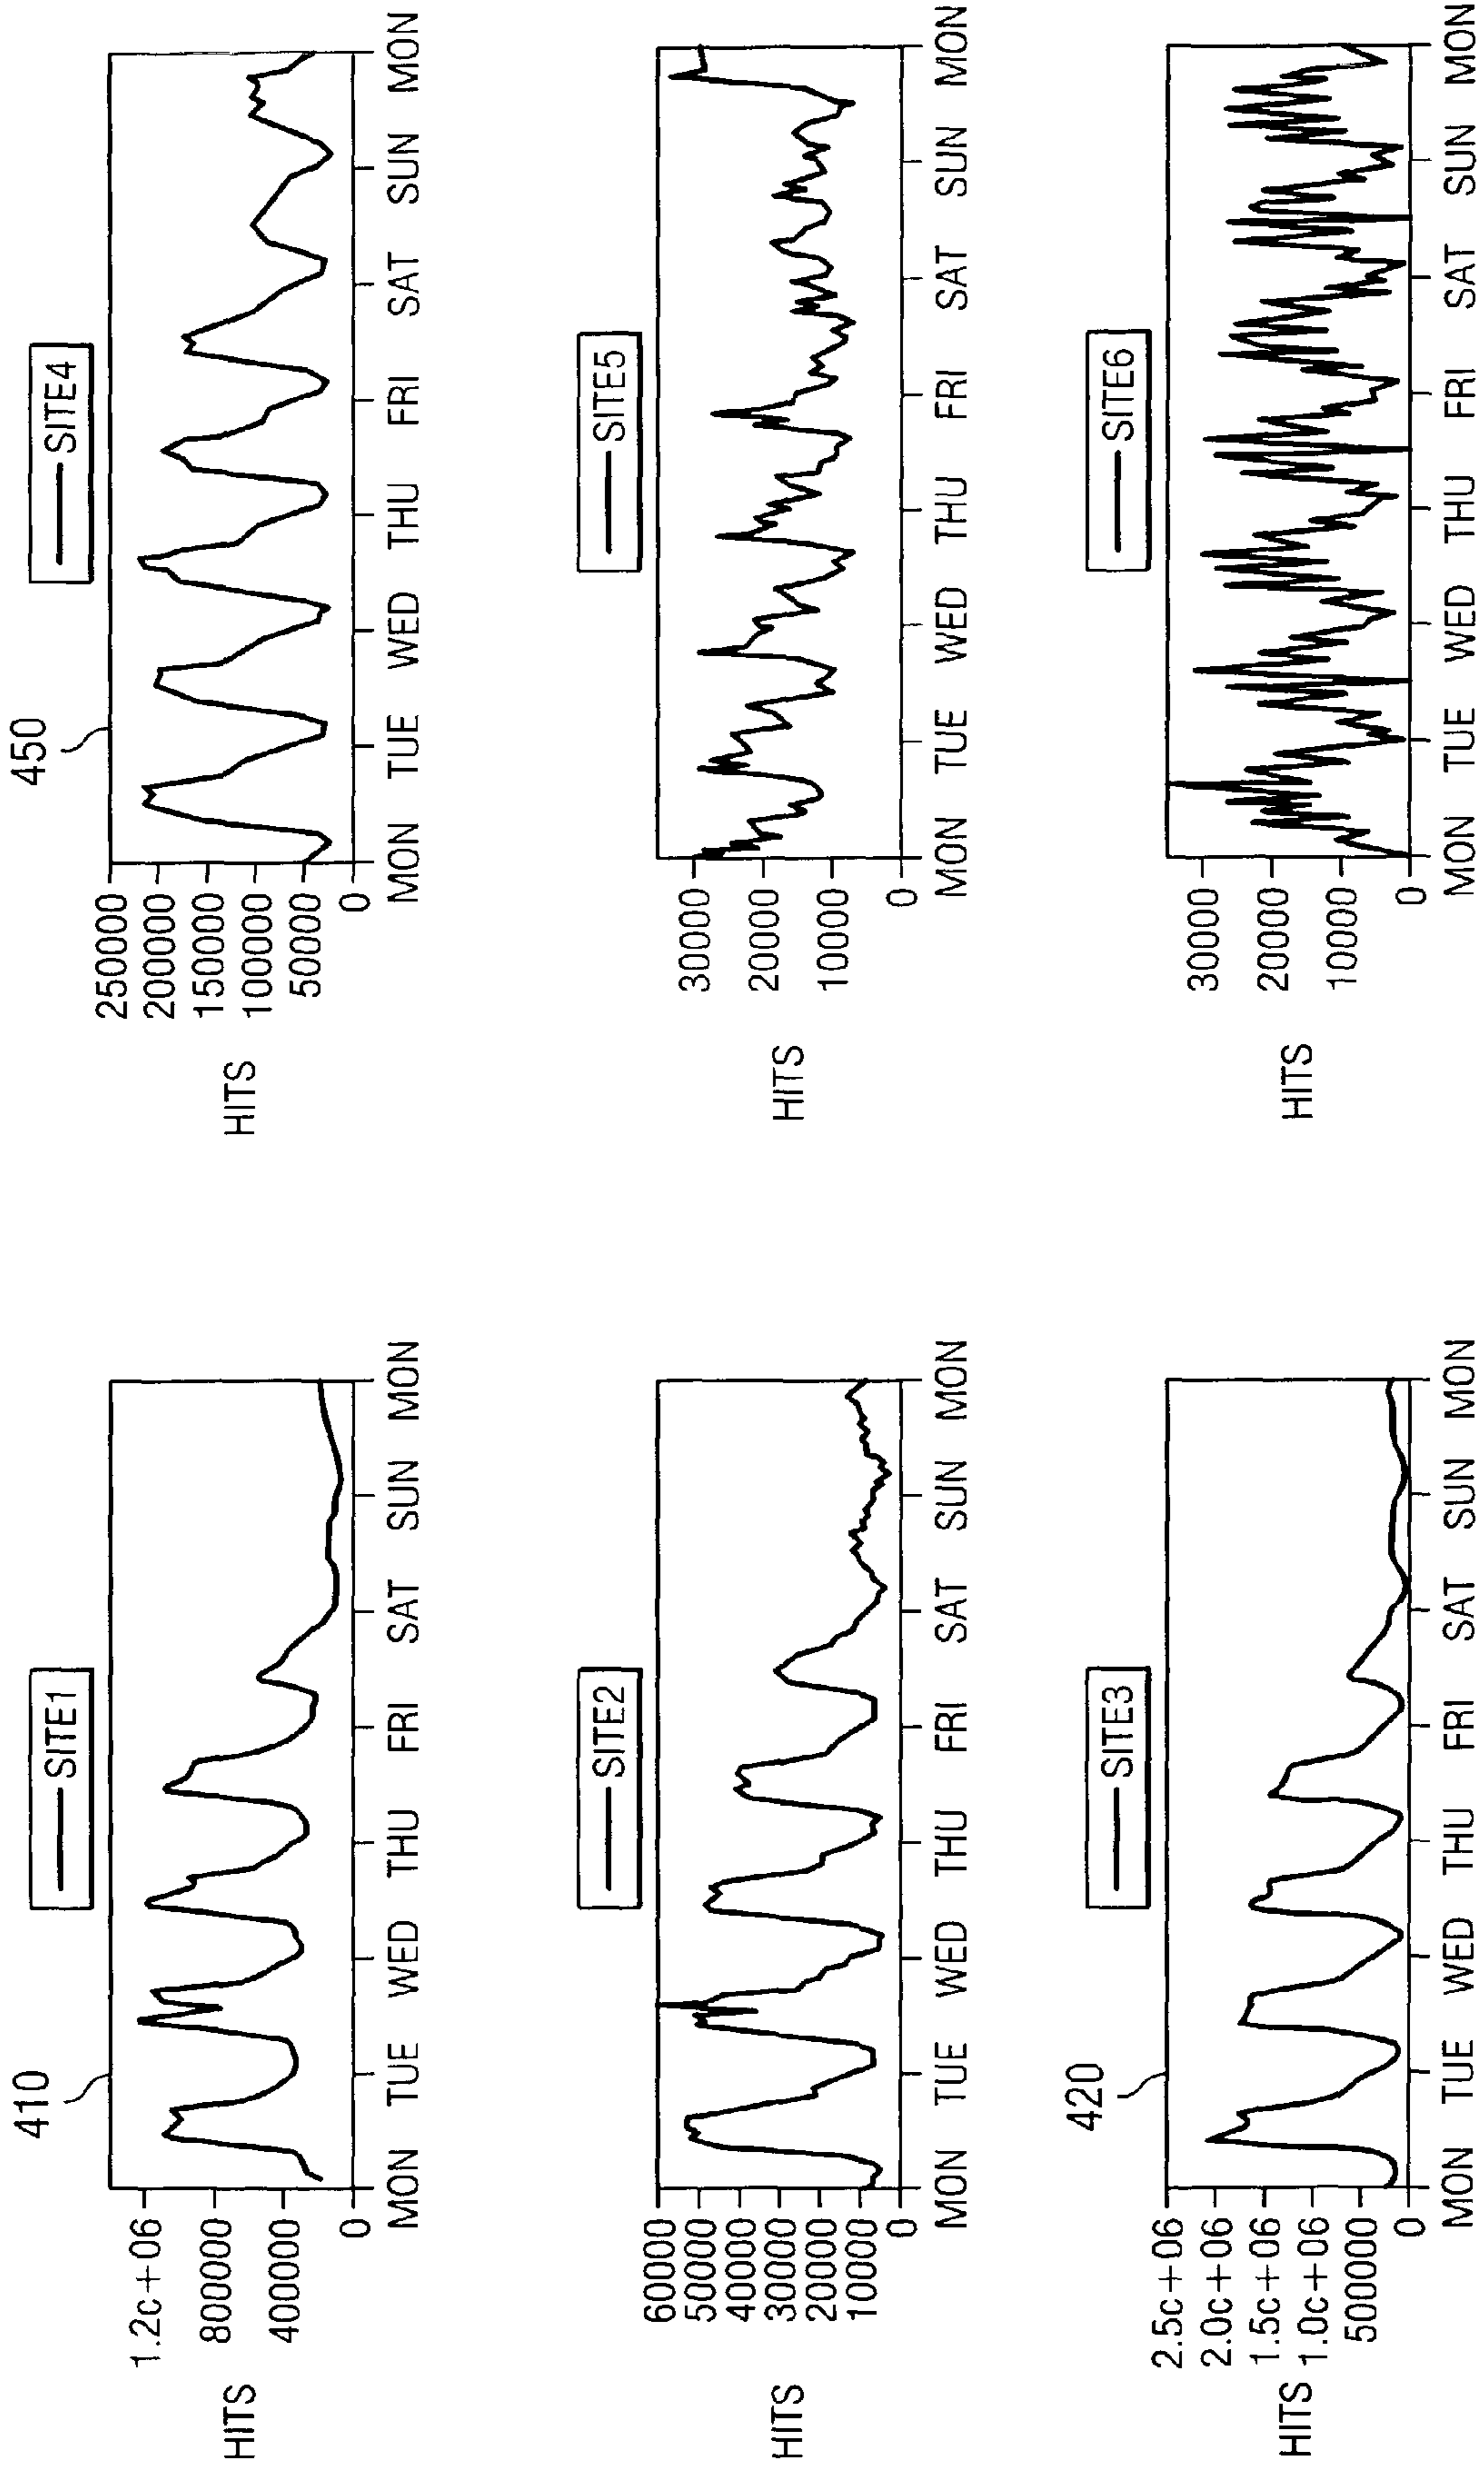 410
SITE1
HITS
1.2c+06
800000
400000
0
MON TUE WED THU FRI SAT SUN MON
SITE2
HITS
60000
50000
40000
30000
20000
10000
0
MON TUE WED THU FRI SAT SUN MON
420
SITE3
HITS
2.5c+06
2.0c+06
1.5c+06
1.0c+06
500000
0
MON TUE WED THU FRI SAT SUN MON
450
SITE4
HITS
250000
200000
150000
100000
50000
0
MON TUE WED THU FRI SAT SUN MON
SITE5
HITS
30000
20000
10000
0
MON TUE WED THU FRI SAT SUN MON
SITE6
HITS
30000
20000
10000
0
MON TUE WED THU FRI SAT SUN MON